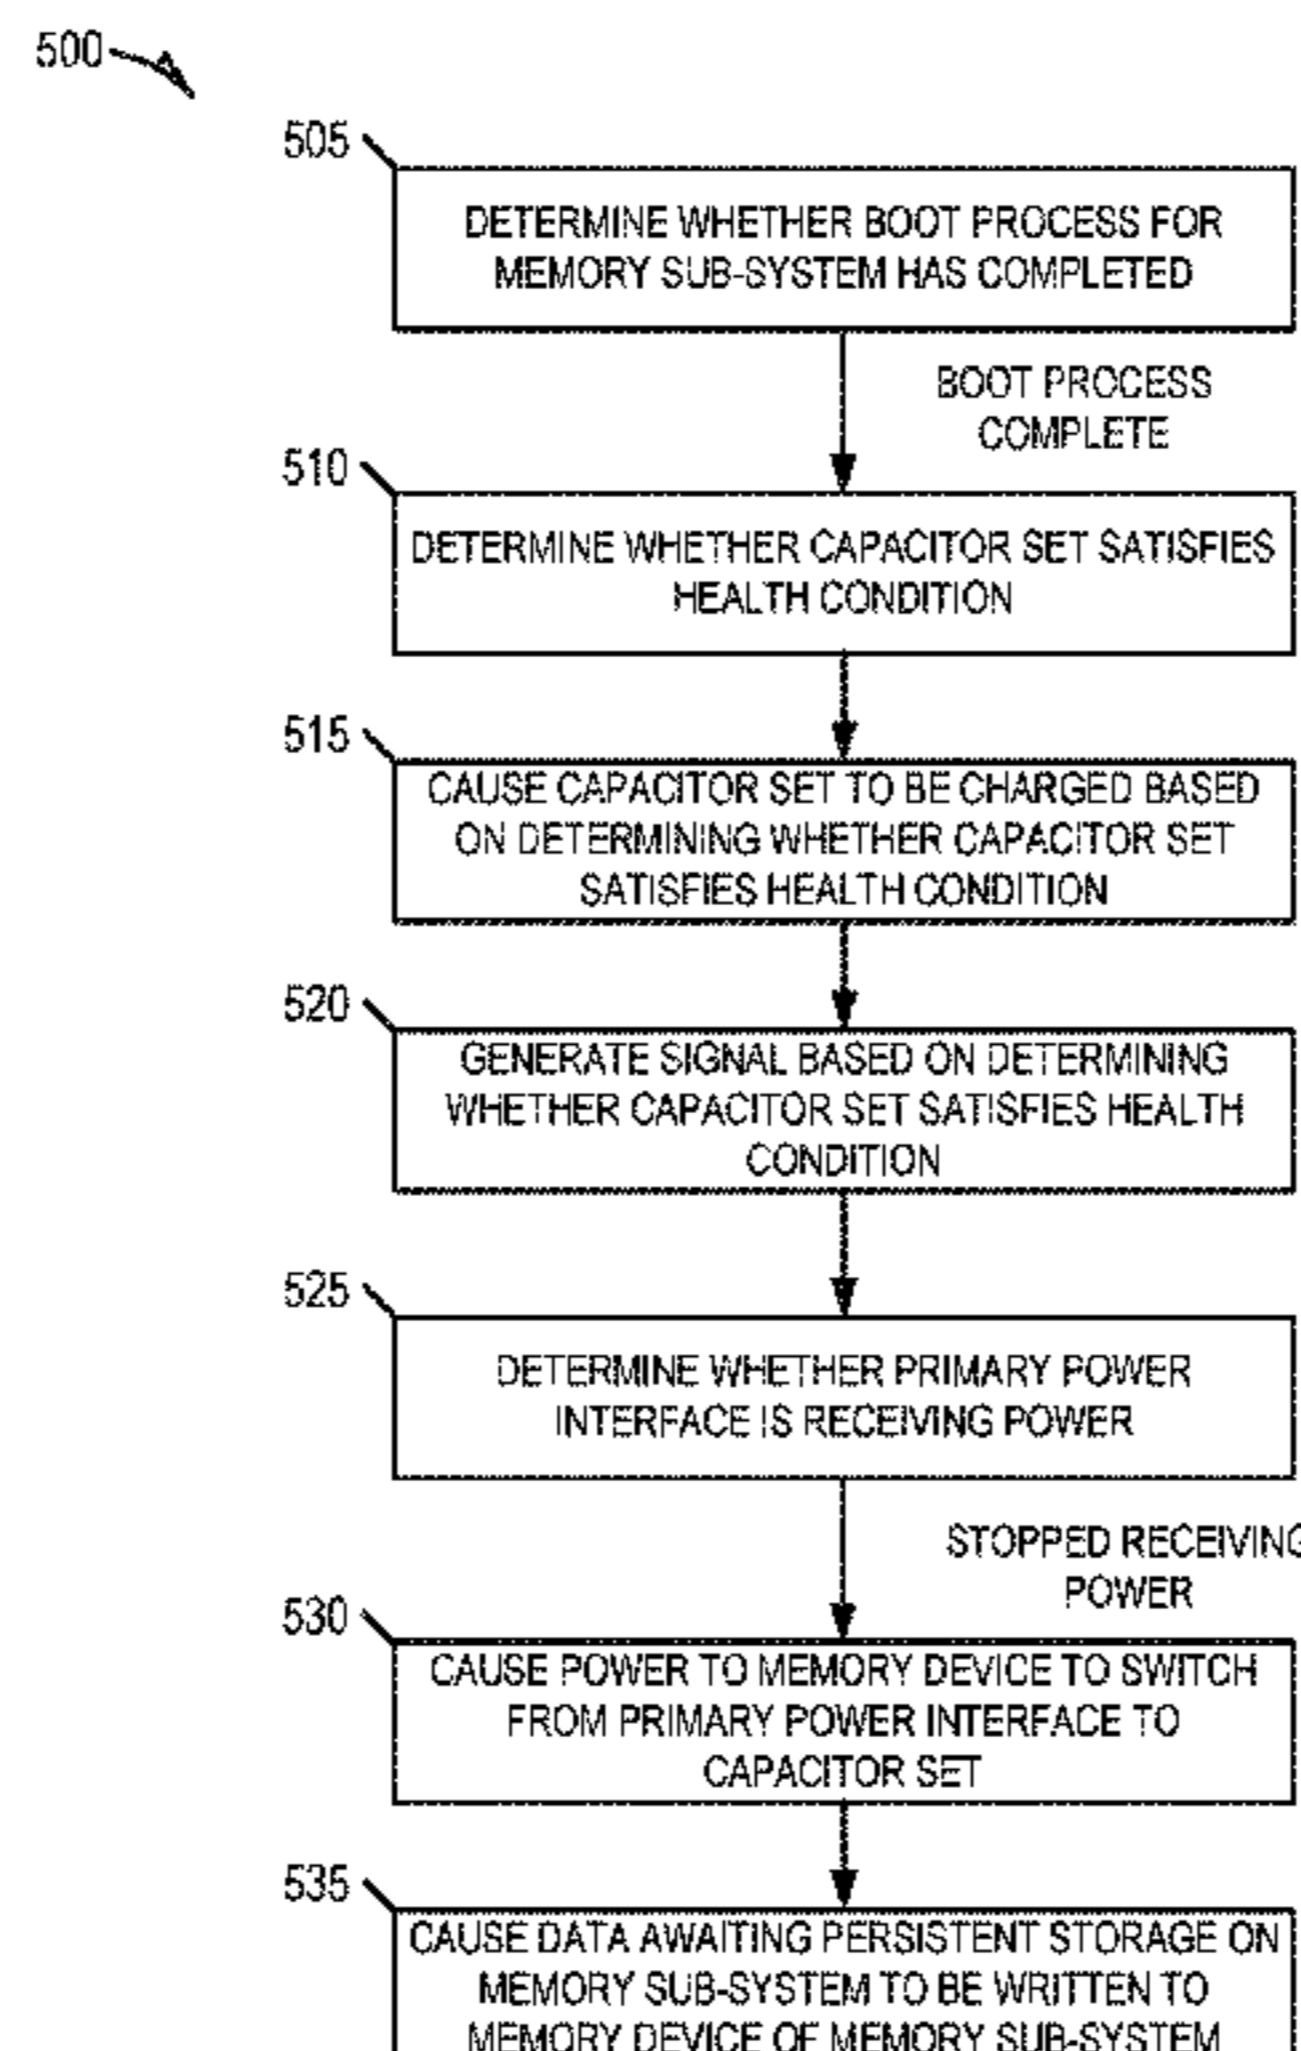 500
505
DETERMINE WHETHER BOOT PROCESS FOR
MEMORY SUB-SYSTEM HAS COMPLETED
BOOT PROCESS
COMPLETE
510
DETERMINE WHETHER CAPACITOR SET SATISFIES
HEALTH CONDITION
515
CAUSE CAPACITOR SET TO BE CHARGED BASED
ON DETERMINING WHETHER CAPACITOR SET
SATISFIES HEALTH CONDITION
520
GENERATE SIGNAL BASED ON DETERMINING
WHETHER CAPACITOR SET SATISFIES HEALTH
CONDITION
525
DETERMINE WHETHER PRIMARY POWER
INTERFACE IS RECEIVING POWER
STOPPED RECEIVING
POWER
530
CAUSE POWER TO MEMORY DEVICE TO SWITCH
FROM PRIMARY POWER INTERFACE TO
CAPACITOR SET
535
CAUSE DATA AWAITING PERSISTENT STORAGE ON
MEMORY SUB-SYSTEM TO BE WRITTEN TO
MEMORY DEVICE OF MEMORY SUB-SYSTEM